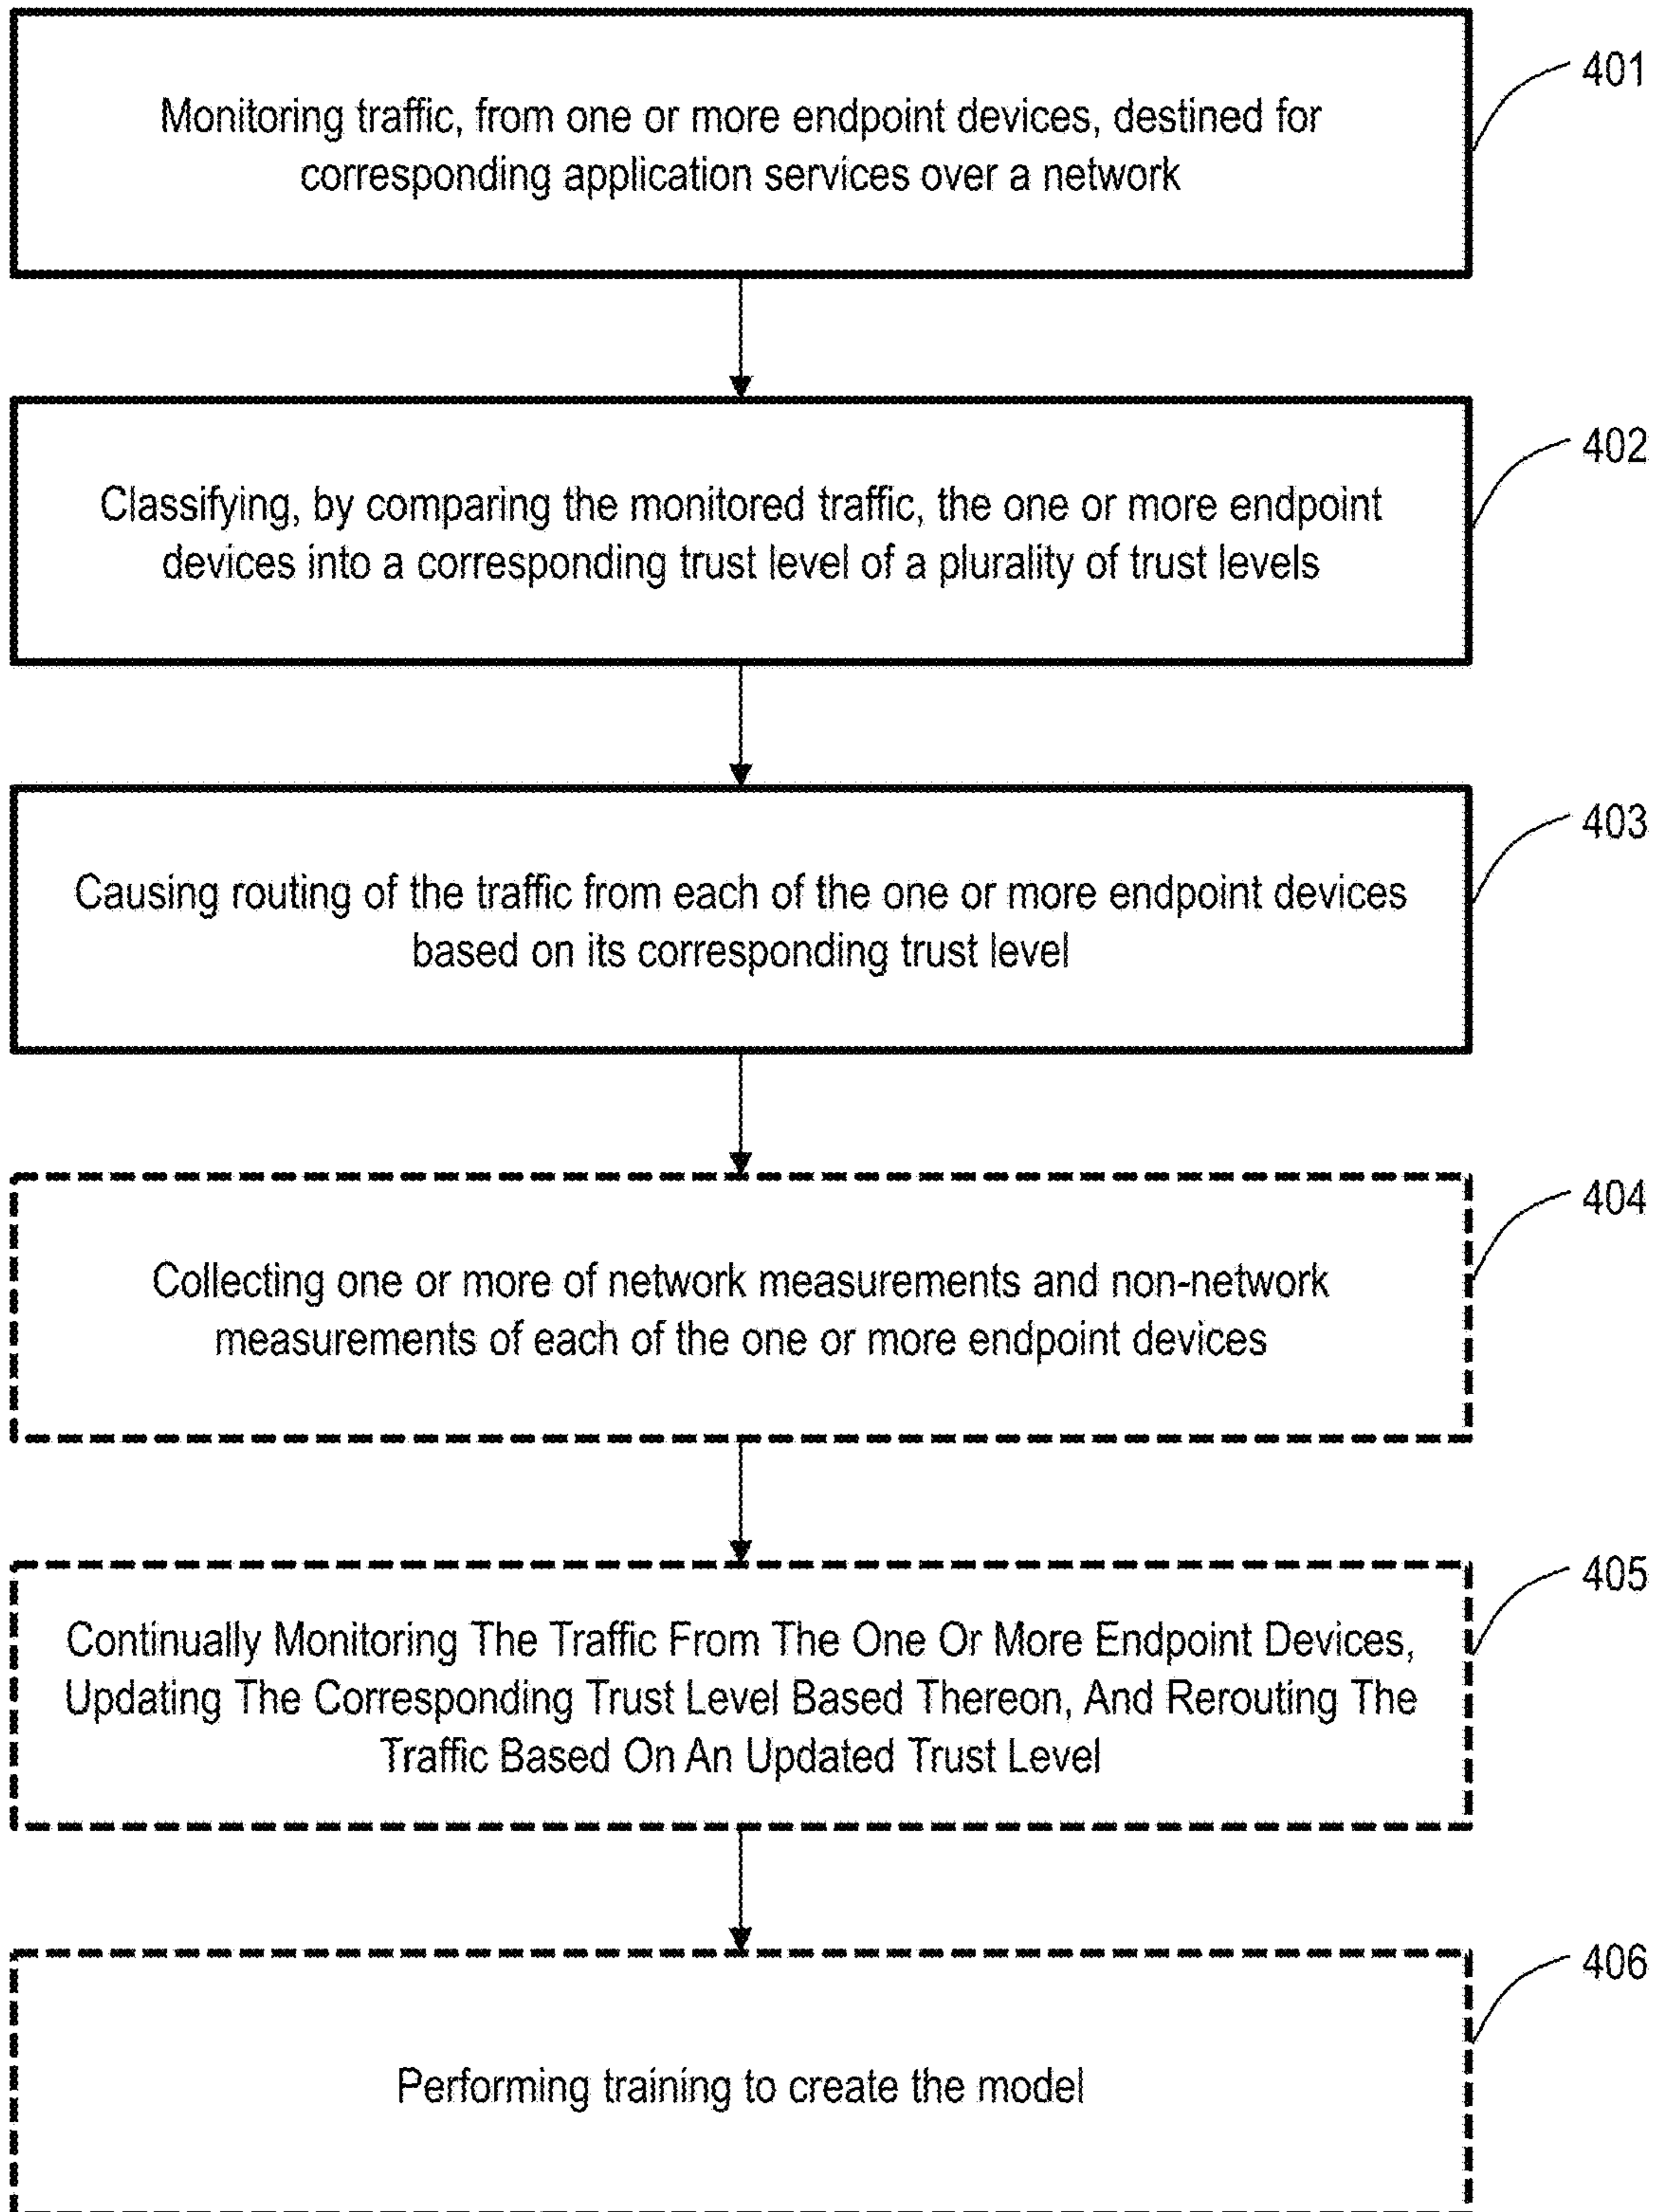 401
Monitoring traffic, from one or more endpoint devices, destined for
corresponding application services over a network
402
Classifying, by comparing the monitored traffic, the one or more endpoint
devices into a corresponding trust level of a plurality of trust levels
403
Causing routing of the traffic from each of the one or more endpoint devices
based on its corresponding trust level
404
Collecting one or more of network measurements and non-network
measurements of each of the one or more endpoint devices
405
Continually Monitoring The Traffic From The One Or More Endpoint Devices,
Updating The Corresponding Trust Level Based Thereon, And Rerouting The
Traffic Based On An Updated Trust Level
406
Performing training to create the model